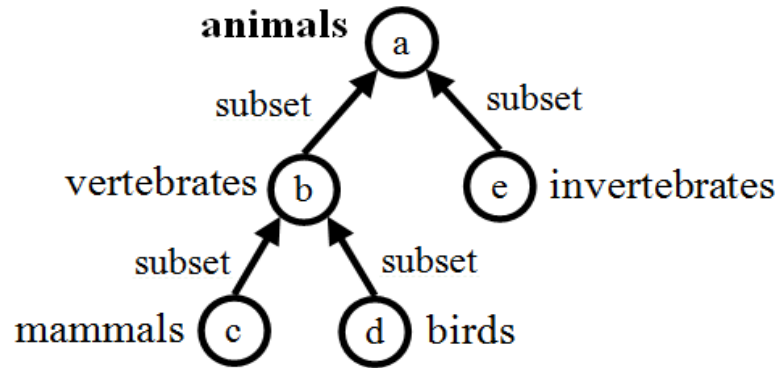 animals
a
subset
subset
vertebrates
b
e
invertebrates
subset
subset
mammals
c
d
birds